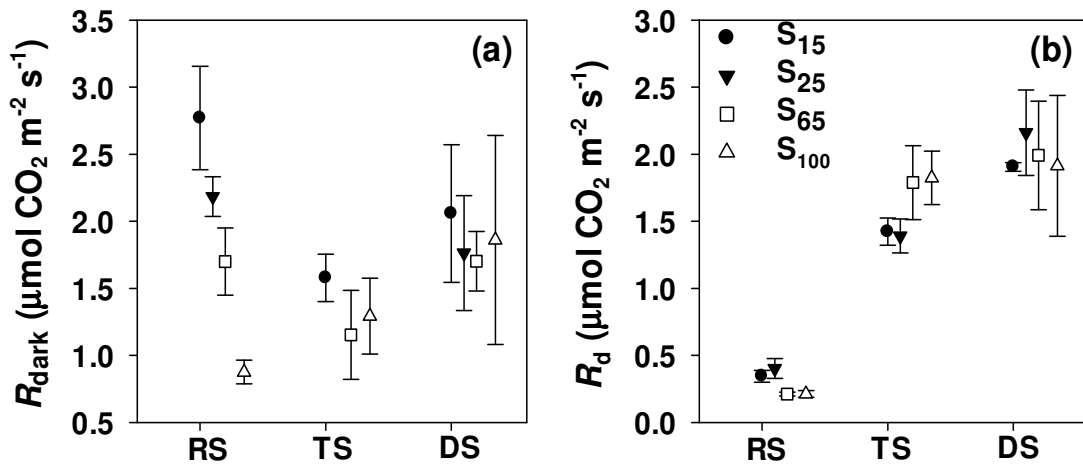 R_dark (μmol CO₂ m⁻² s⁻¹)
3.5
3.0
2.5
2.0
1.5
1.0
0.5
(a)
RS TS DS
R_d (μmol CO₂ m⁻² s⁻¹)
3.0
2.5
2.0
1.5
1.0
0.5
0.0
S₁₅
S₂₅
S₆₅
S₁₀₀
(b)
RS TS DS